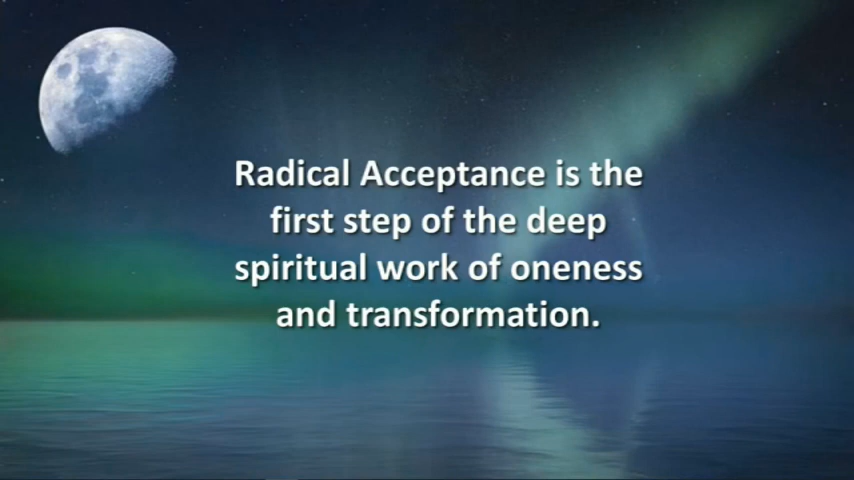 Radical Acceptance is the
first step of the deep
spiritual work of oneness
and transformation.